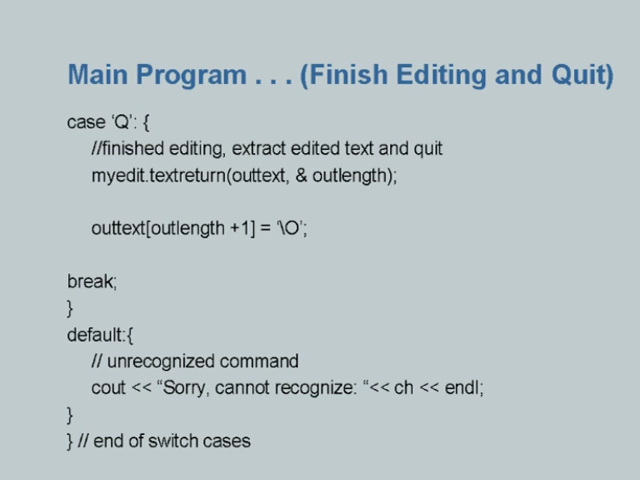 Main Program . . . (Finish Editing and Quit)
case ‘Q’: {
//finished editing, extract edited text and quit
myedit.textreturn(outtext, & outlength);
outtext[outlength +1] = ‘\O’;
break;
}
default:{
// unrecognized command
cout << “Sorry, cannot recognize: “<< ch << endl;
}
} // end of switch cases